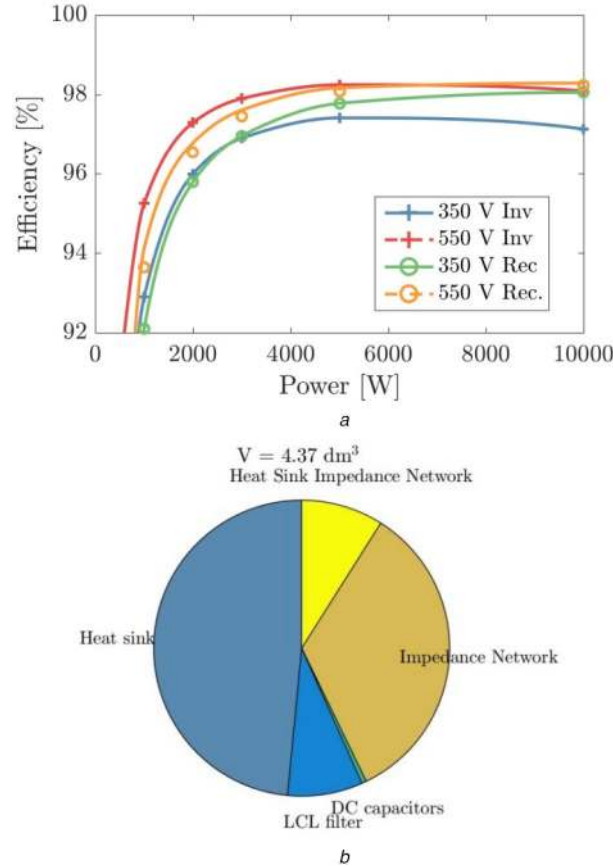 100
98
96
94
92
Efficiency [%]
350 V Inv
550 V Inv
350 V Rec
550 V Rec.
0 2000 4000 6000 8000 10000
Power [W]
a
V = 4.37 dm³
Heat Sink Impedance Network
Heat sink
Impedance Network
DC capacitors
LCL filter
b